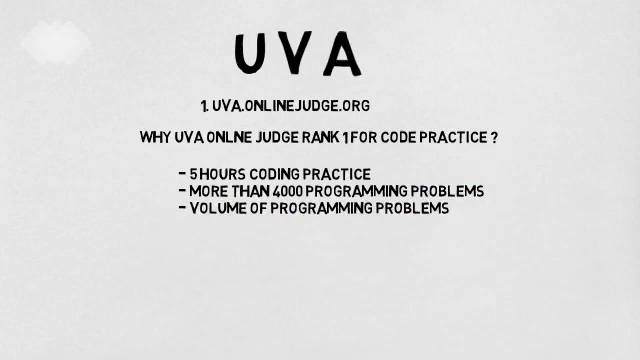 UVA
1. UVA.ONLINEJUDGE.ORG
WHY UVA ONLNE JUDGE RANK 1 FOR CODE PRACTICE ?
- 5 HOURS CODING PRACTICE
- MORE THAN 4000 PROGRAMMING PROBLEMS
- VOLUME OF PROGRAMMING PROBLEMS